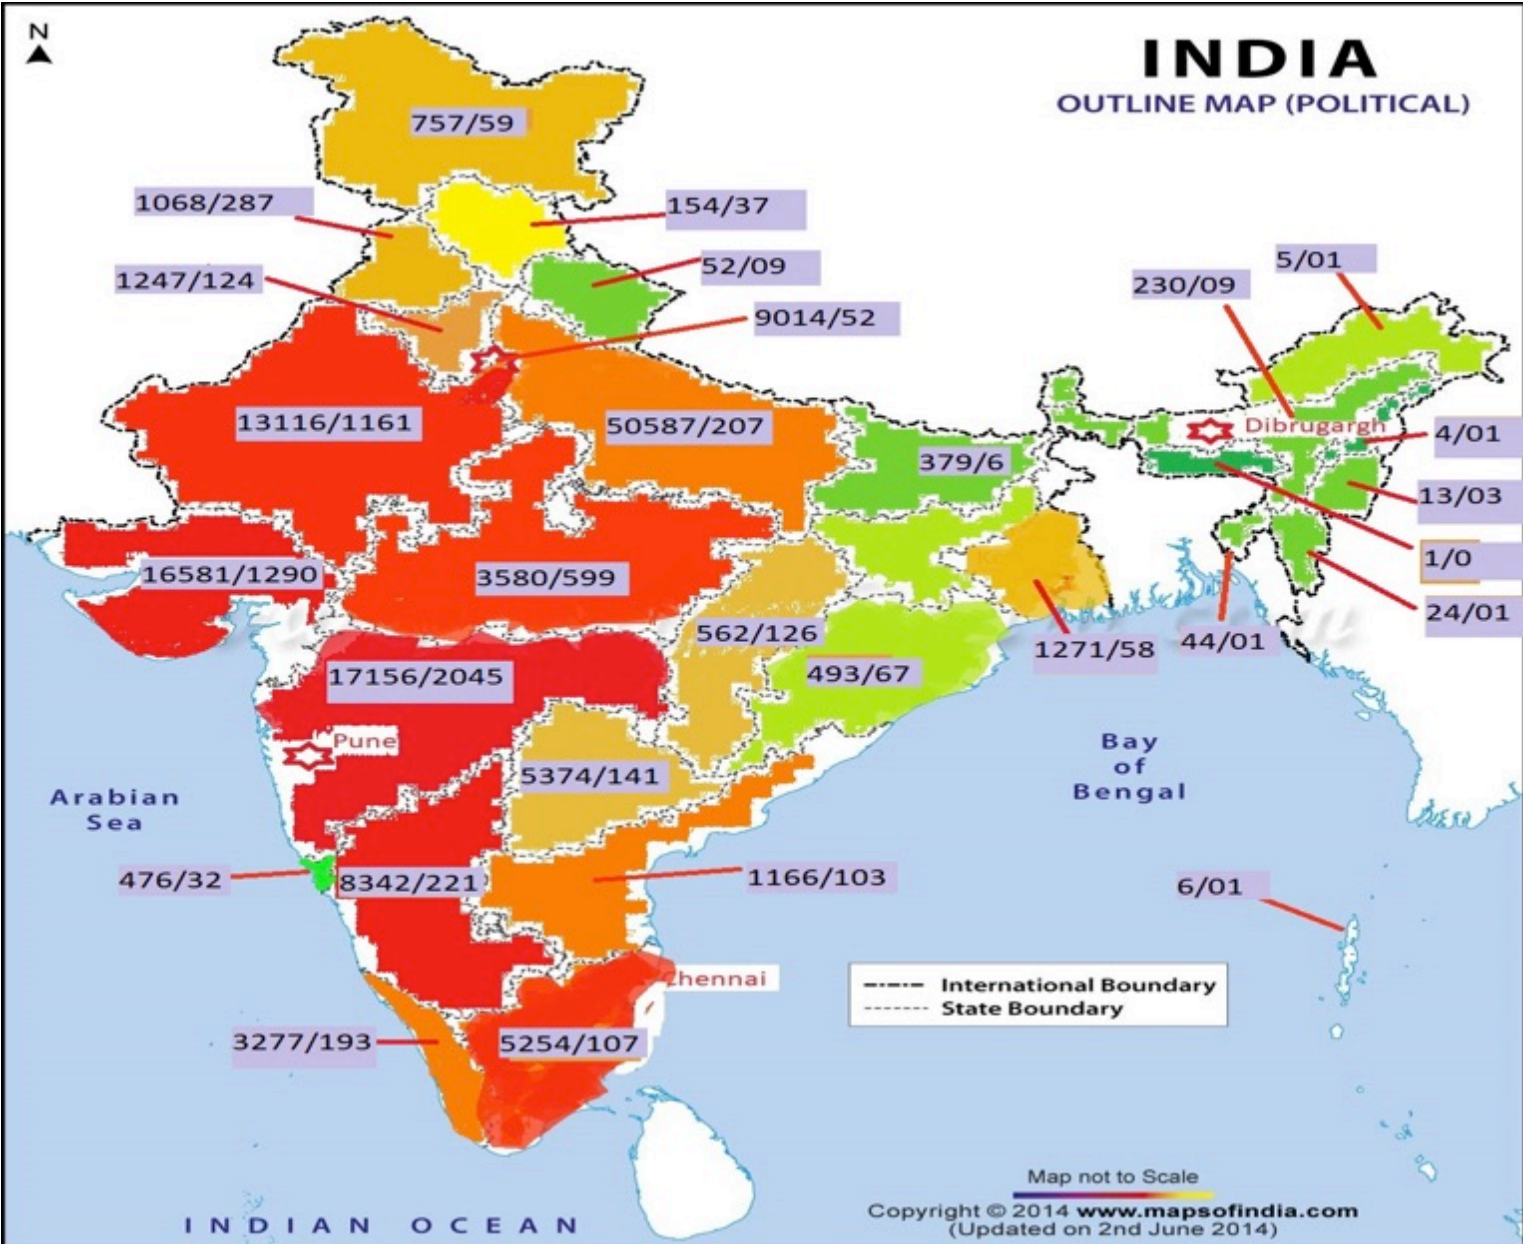 N
INDIA
OUTLINE MAP (POLITICAL)
757/59
1068/287
154/37
1247/124
52/09
9014/52
5/01
230/09
13116/1161
50587/207
379/6
Dibrugargh
4/01
13/03
1/0
24/01
16581/1290
3580/599
562/126
1271/58
44/01
17156/2045
493/67
Pune
5374/141
Arabian
Sea
Bay
of
Bengal
476/32
8342/221
1166/103
6/01
Chennai
International Boundary
State Boundary
3277/193
5254/107
Map not to Scale
Copyright © 2014 www.mapsofindia.com
(Updated on 2nd June 2014)
INDIAN OCEAN